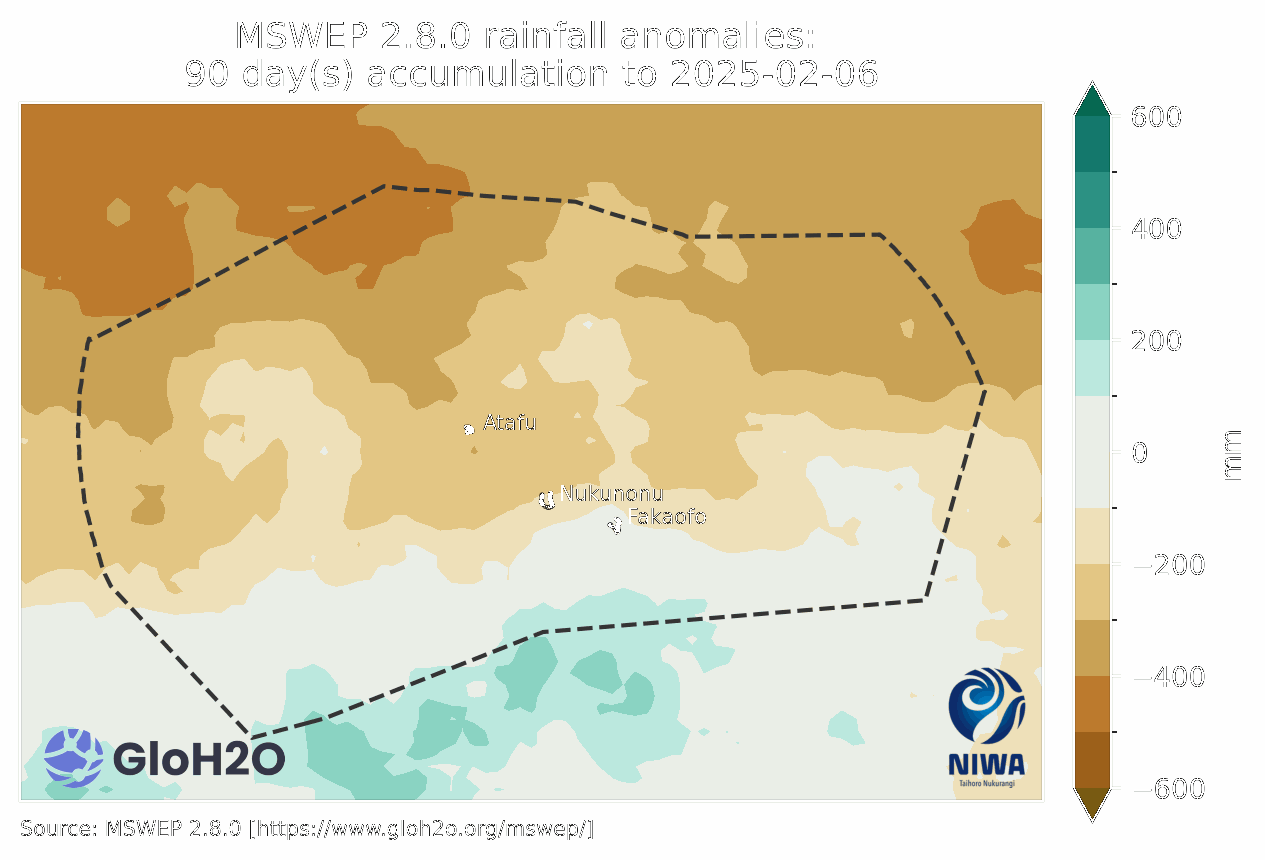 MSWEP 2.8.0 rainfall anomalies:
90 day(s) accumulation to 2025-02-06
600
400
200
0
−200
−400
−600
mm
Atafu
Nukunonu
Fakaofo
GloH2O
NIWA
Taihoro Nukurangi
Source: MSWEP 2.8.0 [https://www.gloh2o.org/mswep/]